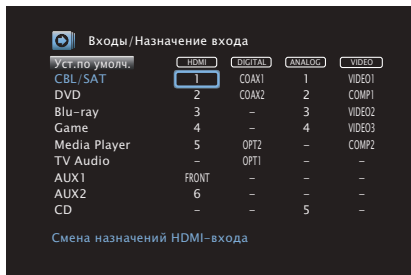 Входы/Назначение входа
Уст.по умолч. HDMI DIGITAL ANALOG VIDEO
CBL/SAT 1 COAX1 1 VIDEO1
DVD 2 COAX2 2 COMP1
Blu-ray 3 – 3 VIDEO2
Game 4 – 4 VIDEO3
Media Player 5 OPT2 – COMP2
TV Audio – OPT1 – –
AUX1 FRONT – – –
AUX2 6 – – –
CD – – 5 –
Смена назначений HDMI-входа